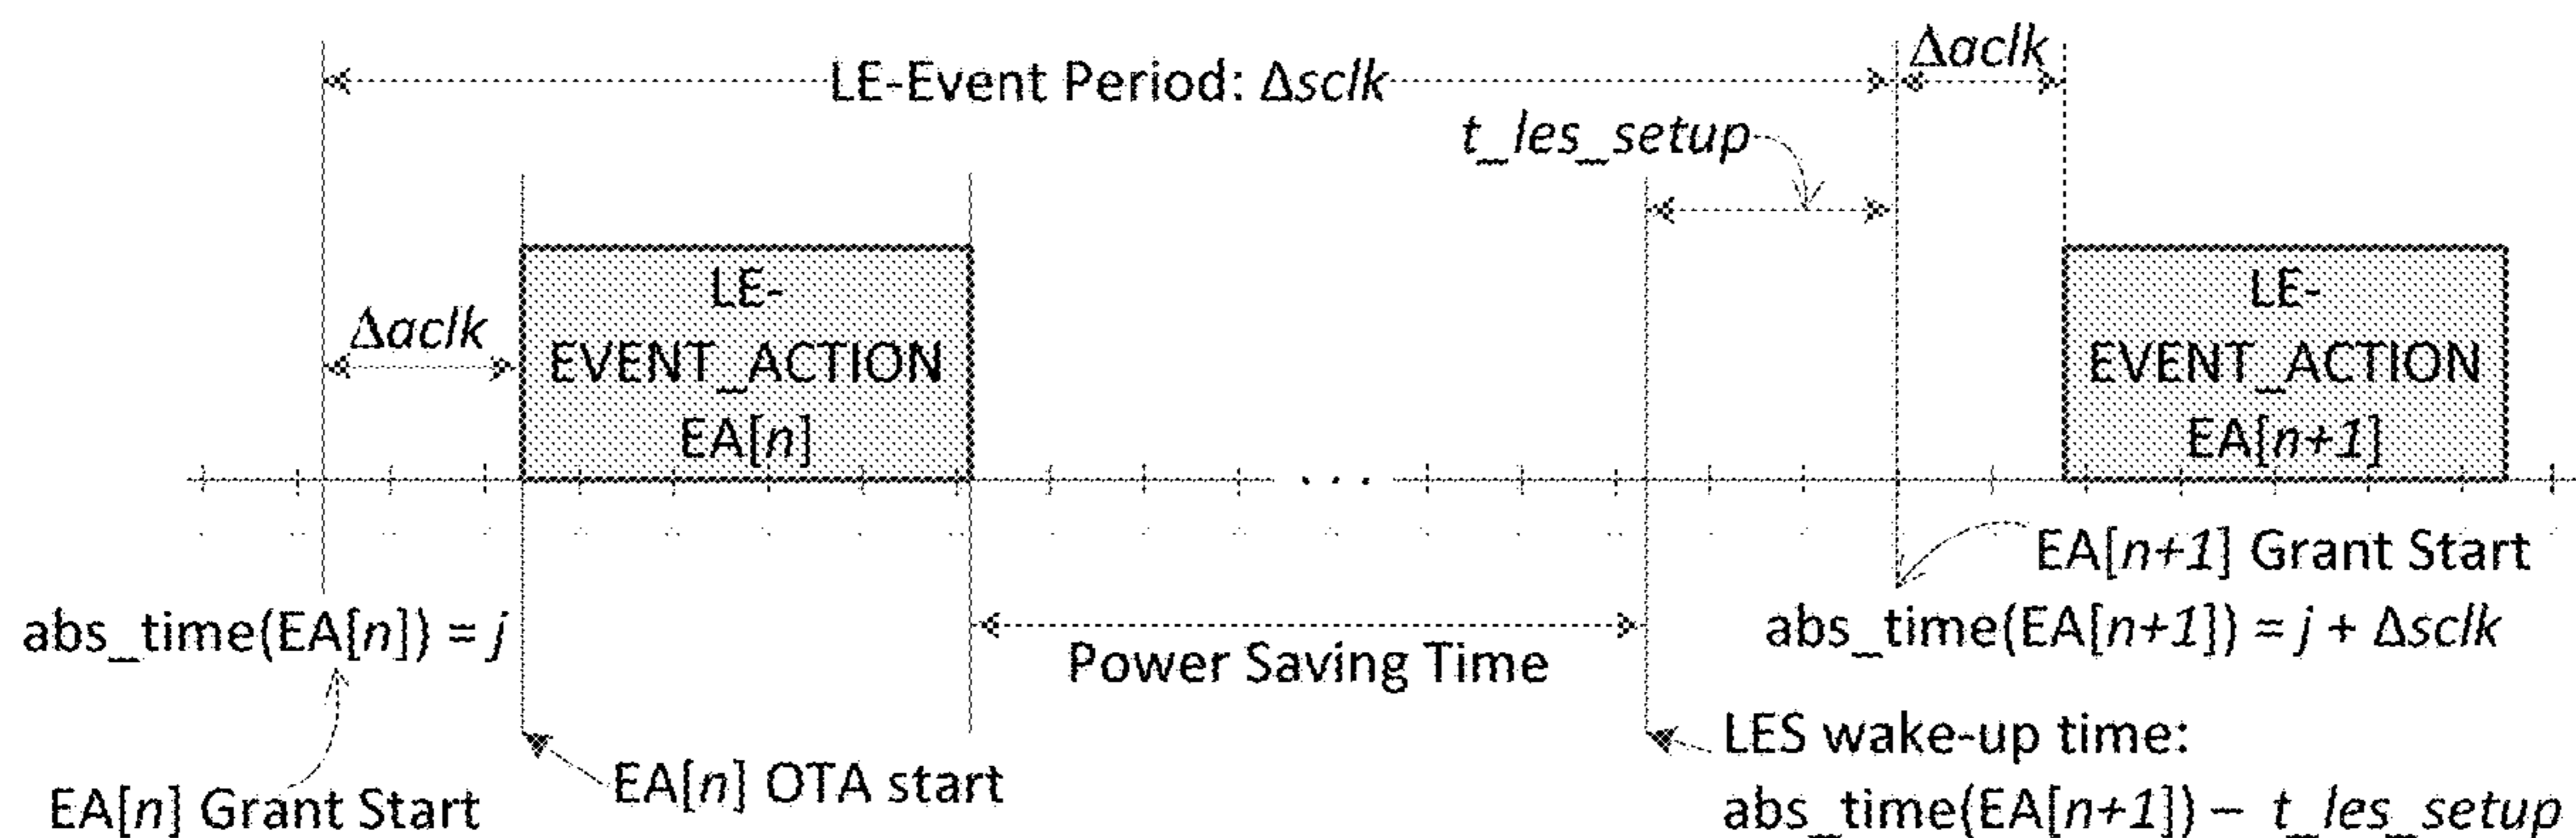 Δaclk
LE-Event Period: Δsclk
t_les_setup
LE-
EVENT_ACTION
EA[n]
Δaclk
LE-
EVENT_ACTION
EA[n+1]
. . .
EA[n+1] Grant Start
abs_time(EA[n]) = j
abs_time(EA[n+1]) = j + Δsclk
Power Saving Time
LES wake-up time:
abs_time(EA[n+1]) – t_les_setup
EA[n] OTA start
EA[n] Grant Start